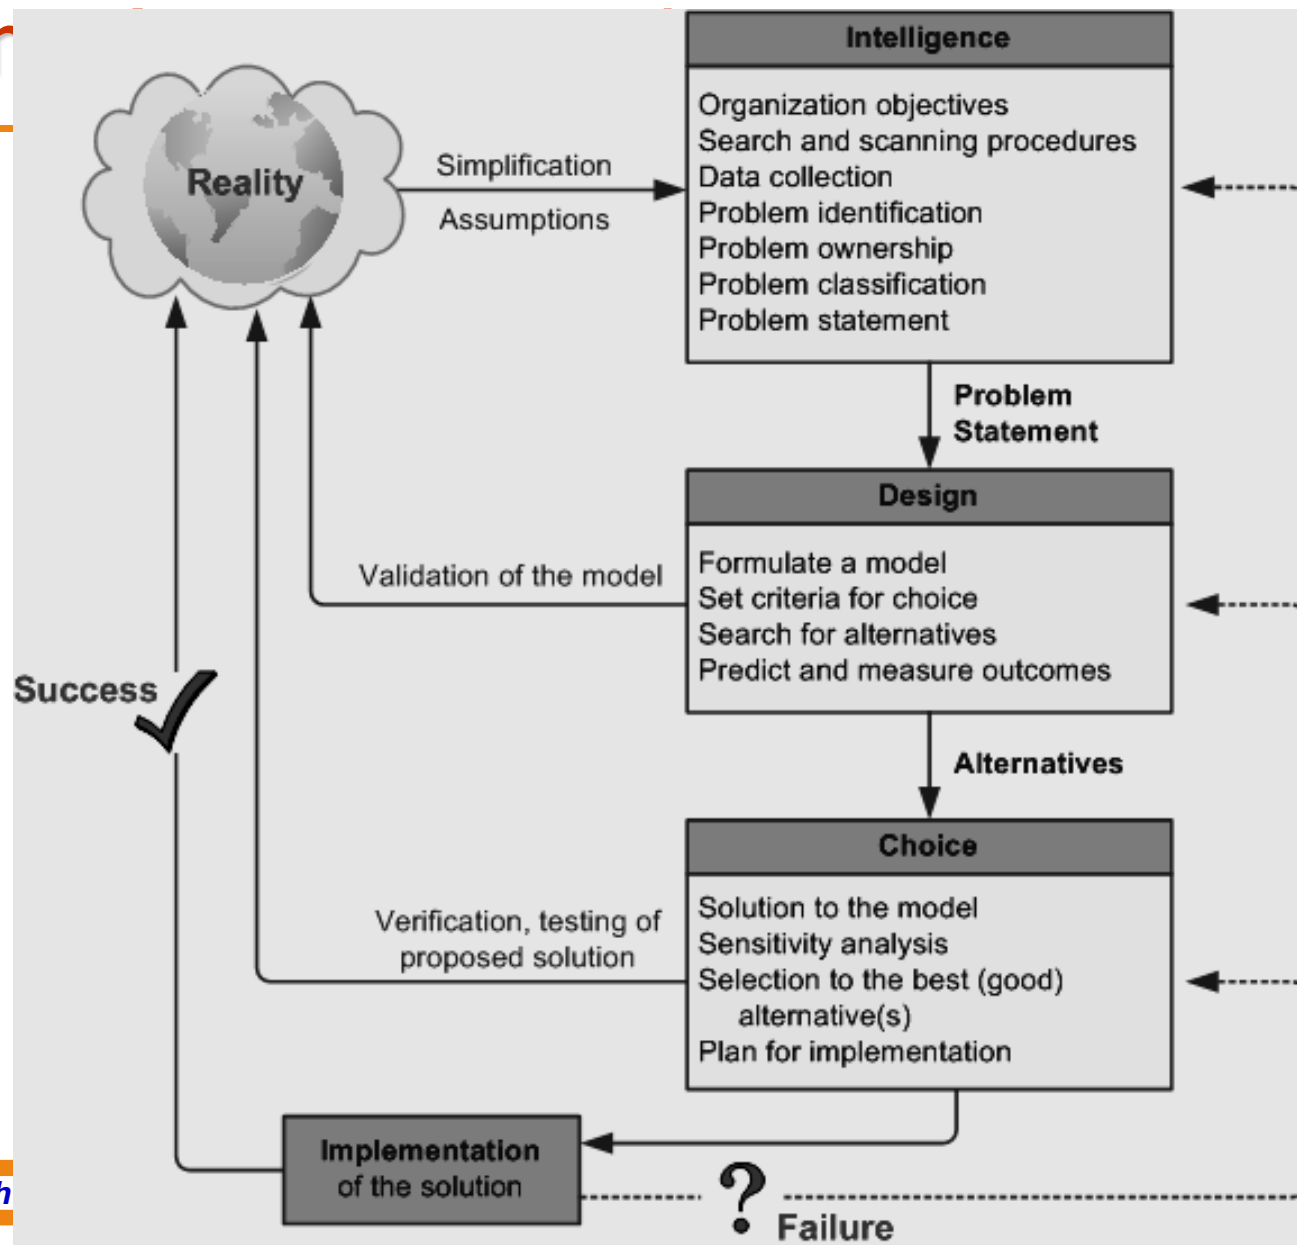 Intelligence
Organization objectives
Search and scanning procedures
Data collection
Problem identification
Problem ownership
Problem classification
Problem statement
Reality
Simplification
Assumptions
Problem
Statement
Design
Formulate a model
Set criteria for choice
Search for alternatives
Predict and measure outcomes
Validation of the model
Success
Alternatives
Choice
Solution to the model
Sensitivity analysis
Selection to the best (good)
alternative(s)
Plan for implementation
Verification, testing of
proposed solution
Implementation
of the solution
?
Failure